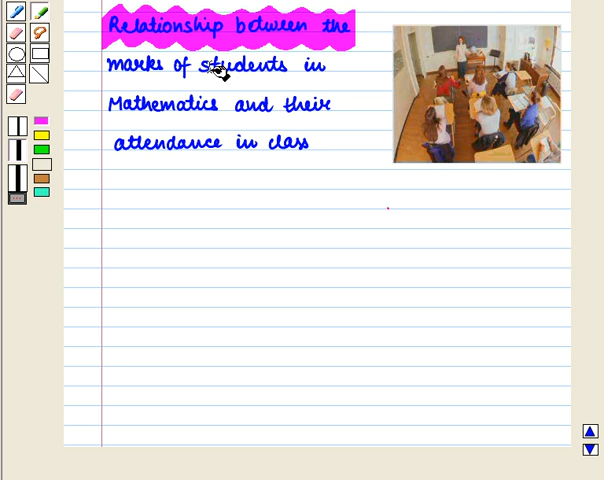 Relationship between the
marks of students in
Mathematics and their
attendance in class